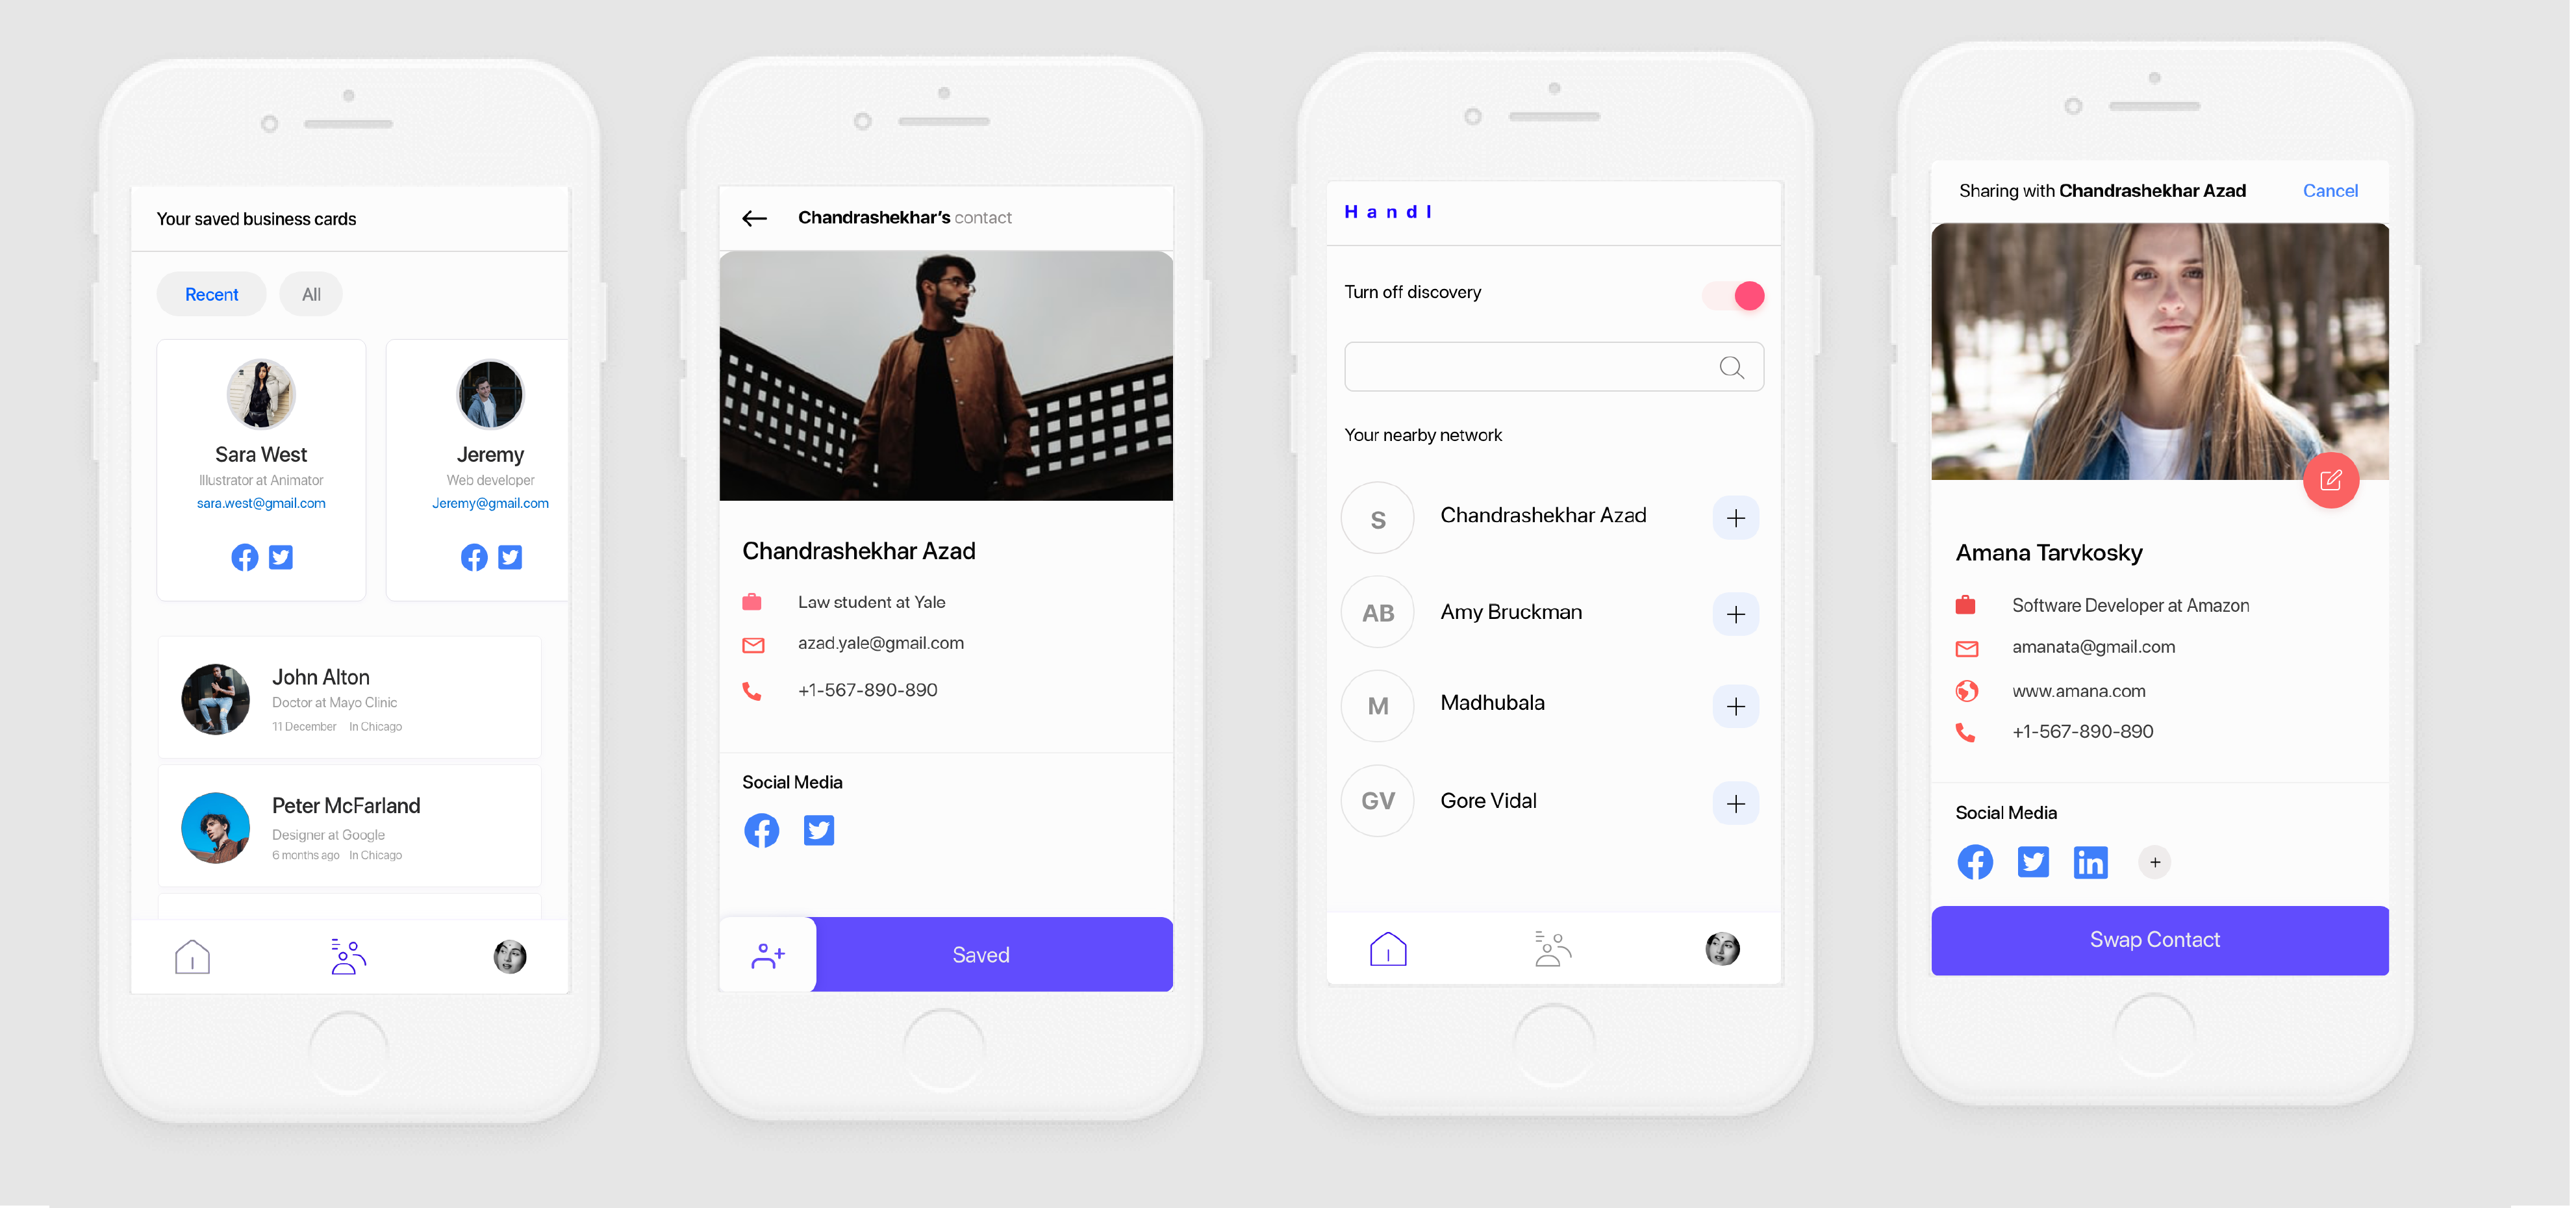 Your saved business cards
Recent
All
Sara West
Illustrator at Animator
sara.west@gmail.com
Jeremy
Web developer
Jeremy@gmail.com
John Alton
Doctor at Mayo Clinic
11 December In Chicago
Peter McFarland
Designer at Google
6 months ago In Chicago
Chandrashekhar's contact
Chandrashekhar Azad
Law student at Yale
azad.yale@gmail.com
+1-567-890-890
Social Media
Saved
Handl
Turn off discovery
Your nearby network
S
Chandrashekhar Azad
AB
Amy Bruckman
M
Madhubala
GV
Gore Vidal
Sharing with Chandrashekhar Azad
Cancel
Amana Tarvkosky
Software Developer at Amazon
amanata@gmail.com
www.amana.com
+1-567-890-890
Social Media
in
Swap Contact